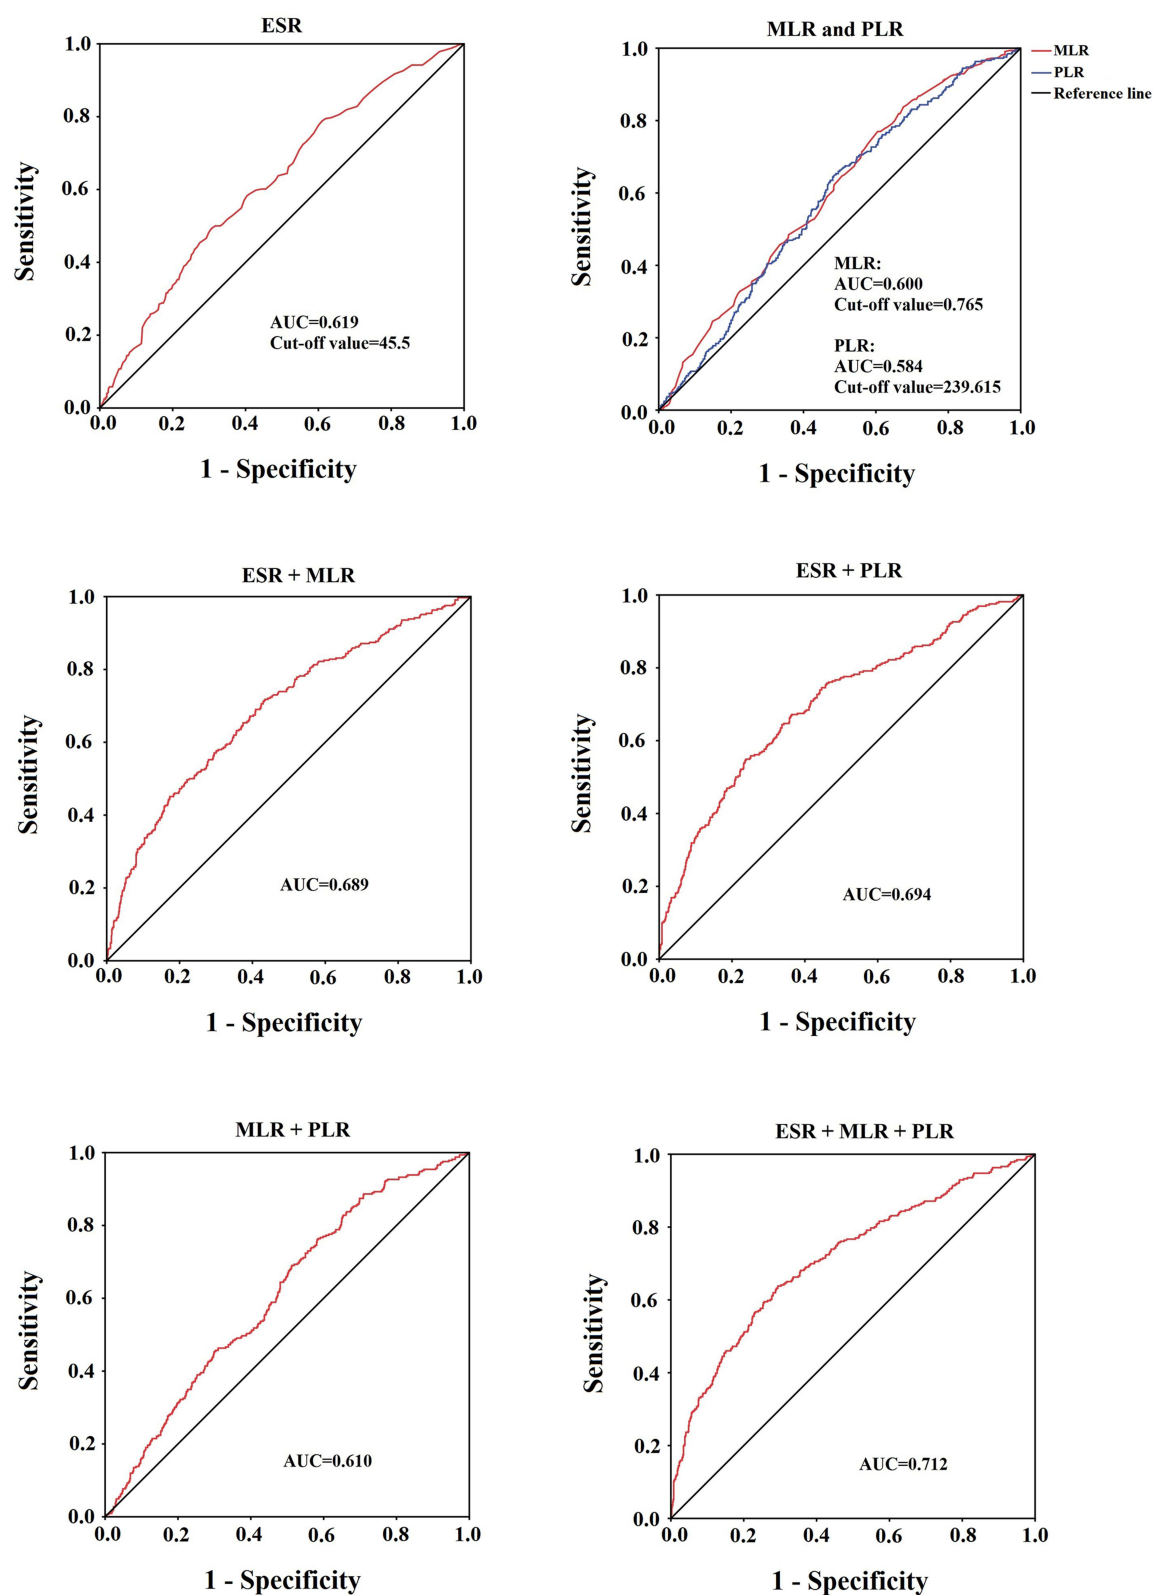 ESR
1.0
0.8
0.6
0.4
0.2
0.0
Sensitivity
AUC=0.619
Cut-off value=45.5
0.0 0.2 0.4 0.6 0.8 1.0
1 - Specificity
MLR and PLR
MLR
PLR
Reference line
1.0
0.8
0.6
0.4
0.2
0.0
Sensitivity
MLR:
AUC=0.600
Cut-off value=0.765
PLR:
AUC=0.584
Cut-off value=239.615
0.0 0.2 0.4 0.6 0.8 1.0
1 - Specificity
ESR + MLR
1.0
0.8
0.6
0.4
0.2
0.0
Sensitivity
AUC=0.689
0.0 0.2 0.4 0.6 0.8 1.0
1 - Specificity
ESR + PLR
1.0
0.8
0.6
0.4
0.2
0.0
Sensitivity
AUC=0.694
0.0 0.2 0.4 0.6 0.8 1.0
1 - Specificity
MLR + PLR
1.0
0.8
0.6
0.4
0.2
0.0
Sensitivity
AUC=0.610
0.0 0.2 0.4 0.6 0.8 1.0
1 - Specificity
ESR + MLR + PLR
1.0
0.8
0.6
0.4
0.2
0.0
Sensitivity
AUC=0.712
0.0 0.2 0.4 0.6 0.8 1.0
1 - Specificity